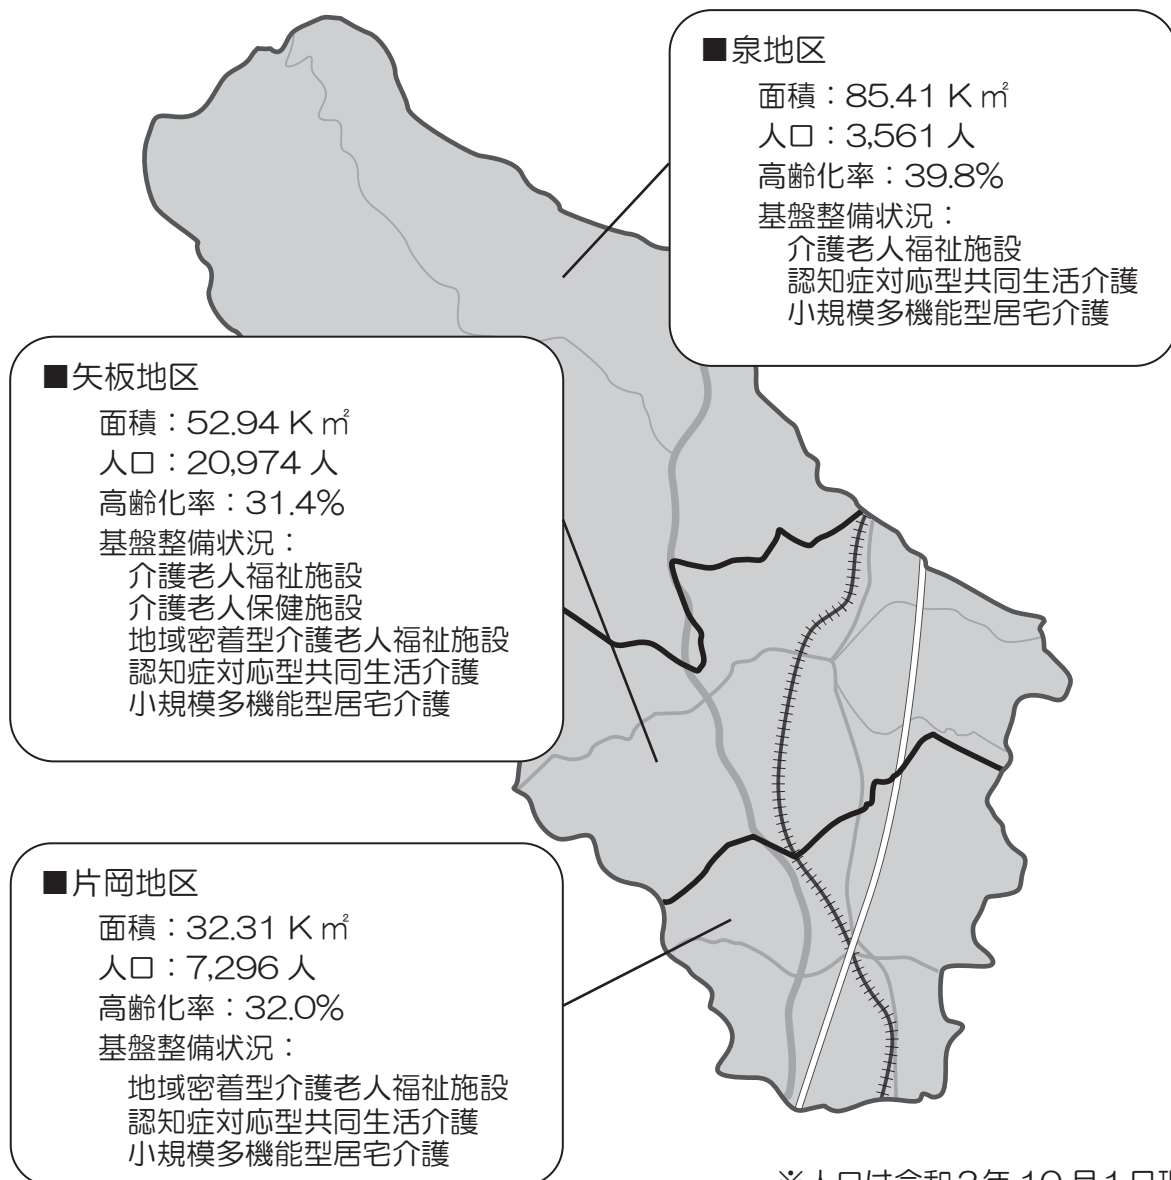 ■泉地区
面積：85.41 K㎡
人口：3,561 人
高齢化率：39.8%
基盤整備状況：
介護老人福祉施設
認知症対応型共同生活介護
小規模多機能型居宅介護
■矢板地区
面積：52.94 K㎡
人口：20,974 人
高齢化率：31.4%
基盤整備状況：
介護老人福祉施設
介護老人保健施設
地域密着型介護老人福祉施設
認知症対応型共同生活介護
小規模多機能型居宅介護
■片岡地区
面積：32.31 K㎡
人口：7,296 人
高齢化率：32.0%
基盤整備状況：
地域密着型介護老人福祉施設
認知症対応型共同生活介護
小規模多機能型居宅介護